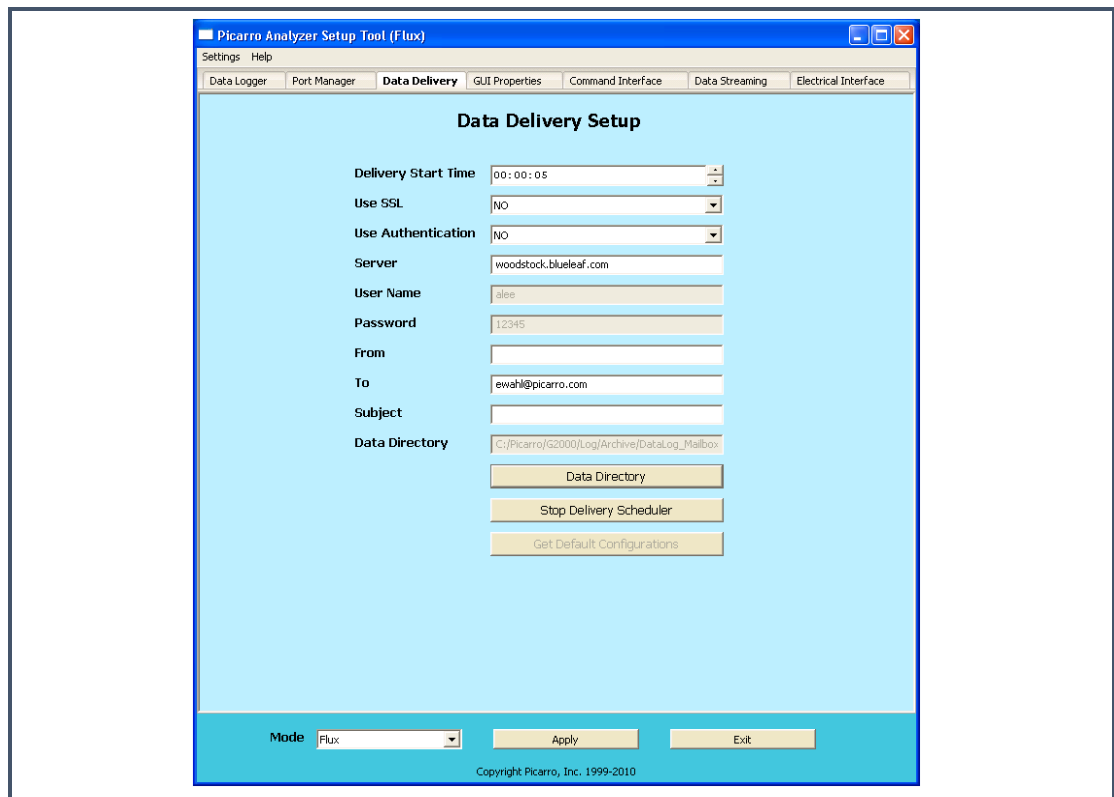 Picarro Analyzer Setup Tool (Flux)
Settings Help
Data Logger Port Manager Data Delivery GUI Properties Command Interface Data Streaming Electrical Interface
Data Delivery Setup
Delivery Start Time 00:00:05
Use SSL NO
Use Authentication NO
Server woodstock.blueleaf.com
User Name alee
Password 12345
From
To ewahl@picarro.com
Subject
Data Directory C:/Picarro/G2000/Log/Archive/DataLog_Mailbox
Data Directory
Stop Delivery Scheduler
Get Default Configurations
Mode Flux Apply Exit
Copyright Picarro, Inc. 1999-2010